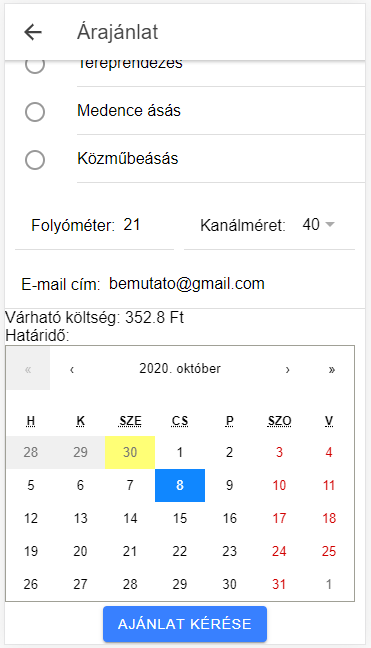 Árajánlat
Tereprendezés
Medence ásás
Közműbeásás
Folyóméter: 21 Kanálméret: 40
E-mail cím: bemutato@gmail.com
Várható költség: 352.8 Ft
Határidő:
« ‹ 2020. október › »
H K SZE CS P SZO V
28 29 30 1 2 3 4
5 6 7 8 9 10 11
12 13 14 15 16 17 18
19 20 21 22 23 24 25
26 27 28 29 30 31 1
AJÁNLAT KÉRÉSE